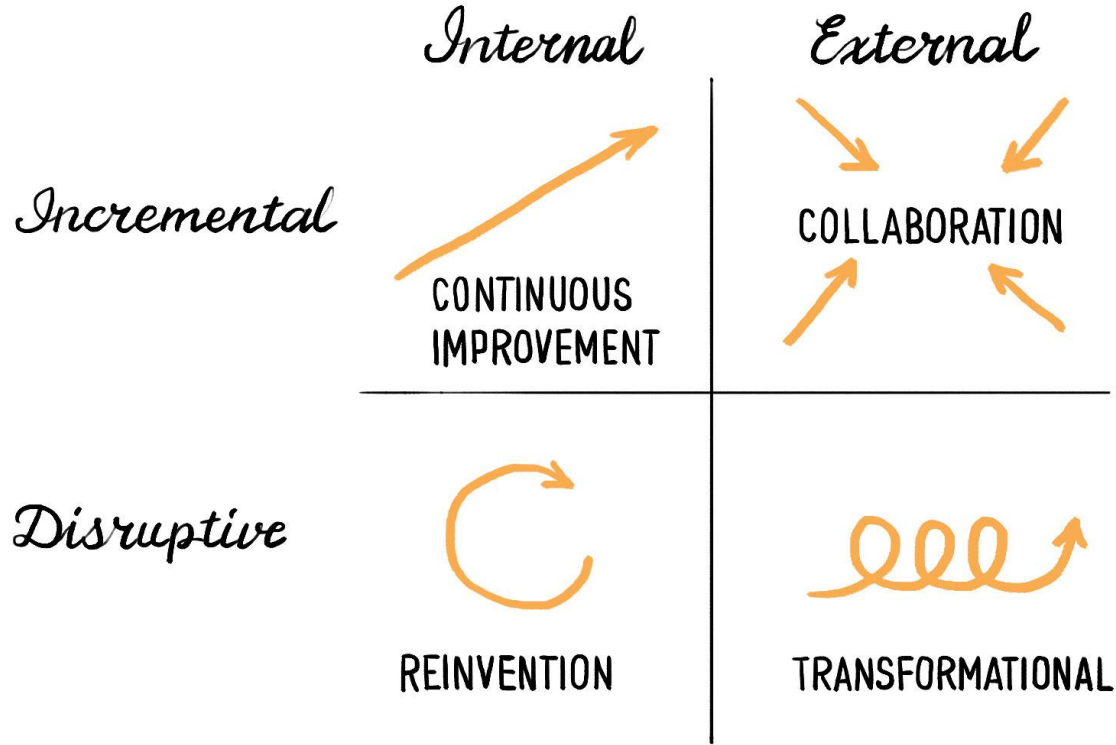 Internal External
Incremental
COLLABORATION
CONTINUOUS
IMPROVEMENT
Disruptive
REINVENTION TRANSFORMATIONAL